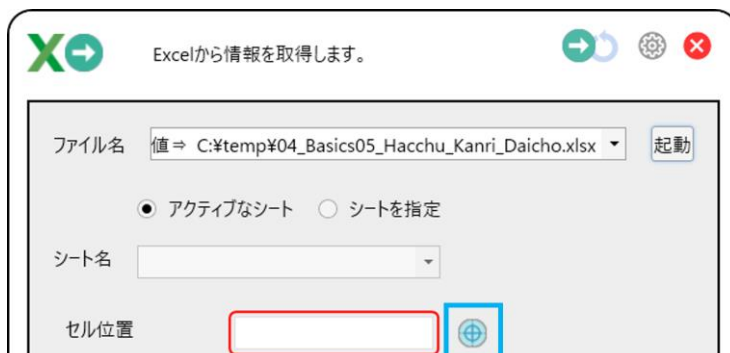 Excelから情報を取得します。
ファイル名 値⇒ C:¥temp¥04_Basics05_Hacchu_Kanri_Daicho.xlsx 起動
アクティブなシート シートを指定
シート名
セル位置